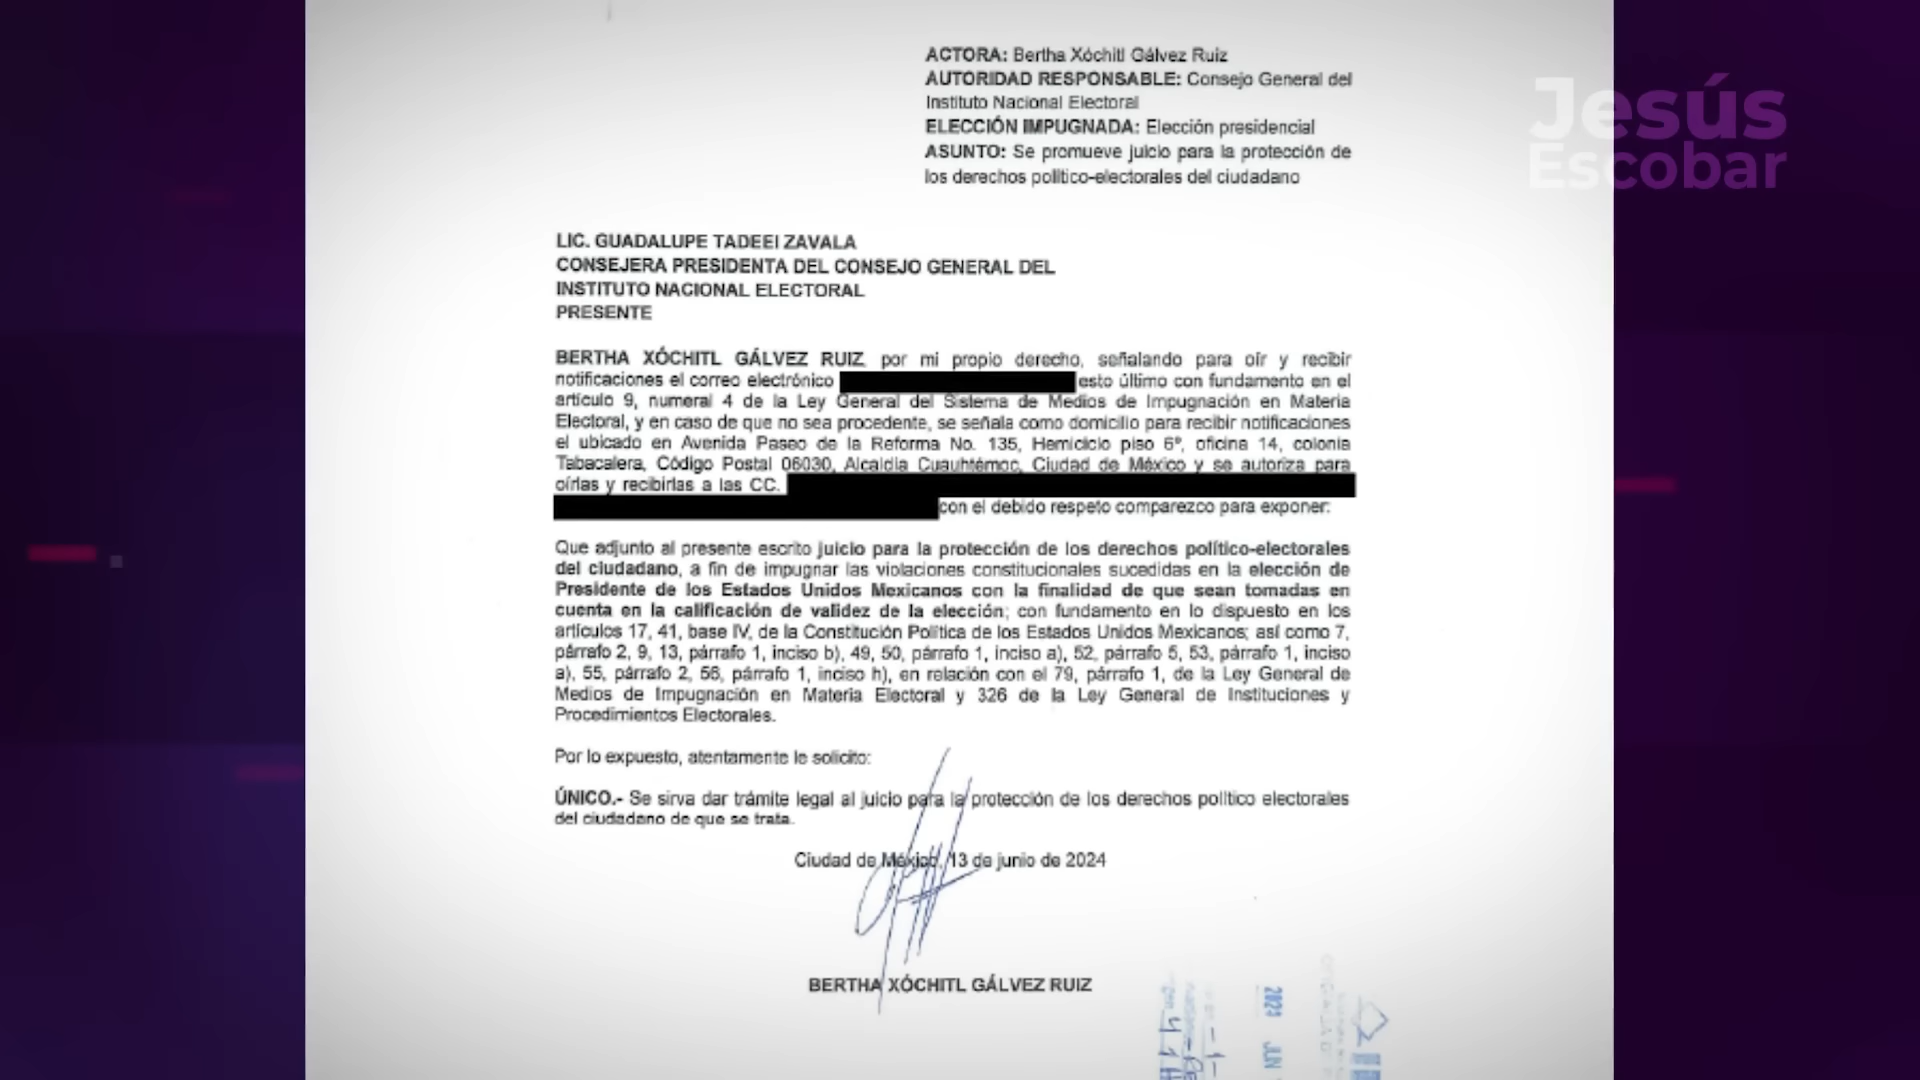 ACTORA: Bertha Xóchitl Gálvez Ruiz
AUTORIDAD RESPONSABLE: Consejo General del
Instituto Nacional Electoral
ELECCIÓN IMPUGNADA: Elección presidencial
ASUNTO: Se promueve juicio para la protección de
los derechos político-electorales del ciudadano
Jesús
Escobar
LIC. GUADALUPE TADEEI ZAVALA
CONSEJERA PRESIDENTA DEL CONSEJO GENERAL DEL
INSTITUTO NACIONAL ELECTORAL
PRESENTE
BERTHA XÓCHITL GÁLVEZ RUIZ, por mi propio derecho, señalando para oír y recibir
notificaciones el correo electrónico esto último con fundamento en el
artículo 9, numeral 4 de la Ley General del Sistema de Medios de Impugnación en Materia
Electoral, y en caso de que no sea procedente, se señala como domicilio para recibir notificaciones
el ubicado en Avenida Paseo de la Reforma No. 135, Hemiciclo piso 6º, oficina 14, colonia
Tabacalera, Código Postal 06030, Alcaldía Cuauhtémoc, Ciudad de México y se autoriza para
oírlas y recibirlas a las CC.
con el debido respeto comparezco para exponer:
Que adjunto al presente escrito juicio para la protección de los derechos político-electorales
del ciudadano, a fin de impugnar las violaciones constitucionales sucedidas en la elección de
Presidente de los Estados Unidos Mexicanos con la finalidad de que sean tomadas en
cuenta en la calificación de validez de la elección; con fundamento en lo dispuesto en los
artículos 17, 41, base IV, de la Constitución Política de los Estados Unidos Mexicanos; así como 7,
párrafo 2, 9, 13, párrafo 1, inciso b), 49, 50, párrafo 1, inciso a), 52, párrafo 5, 53, párrafo 1, inciso
a), 55, párrafo 2, 56, párrafo 1, inciso h), en relación con el 79, párrafo 1, de la Ley General de
Medios de Impugnación en Materia Electoral y 326 de la Ley General de Instituciones y
Procedimientos Electorales.
Por lo expuesto, atentamente le solicito:
ÚNICO.- Se sirva dar trámite legal al juicio para la protección de los derechos político electorales
del ciudadano de que se trata.
Ciudad de México, 13 de junio de 2024
BERTHA XÓCHITL GÁLVEZ RUIZ
JUN